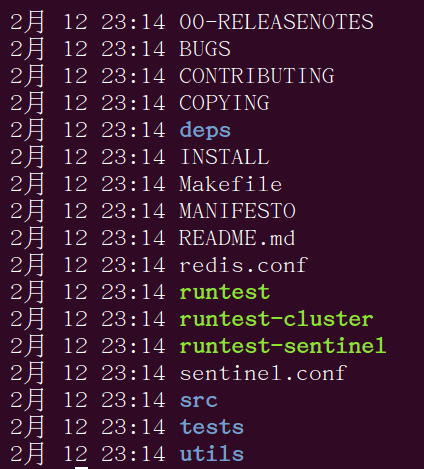 2月 12 23:14 00-RELEASENOTES
2月 12 23:14 BUGS
2月 12 23:14 CONTRIBUTING
2月 12 23:14 COPYING
2月 12 23:14 deps
2月 12 23:14 INSTALL
2月 12 23:14 Makefile
2月 12 23:14 MANIFESTO
2月 12 23:14 README.md
2月 12 23:14 redis.conf
2月 12 23:14 runtest
2月 12 23:14 runtest-cluster
2月 12 23:14 runtest-sentinel
2月 12 23:14 sentinel.conf
2月 12 23:14 src
2月 12 23:14 tests
2月 12 23:14 utils